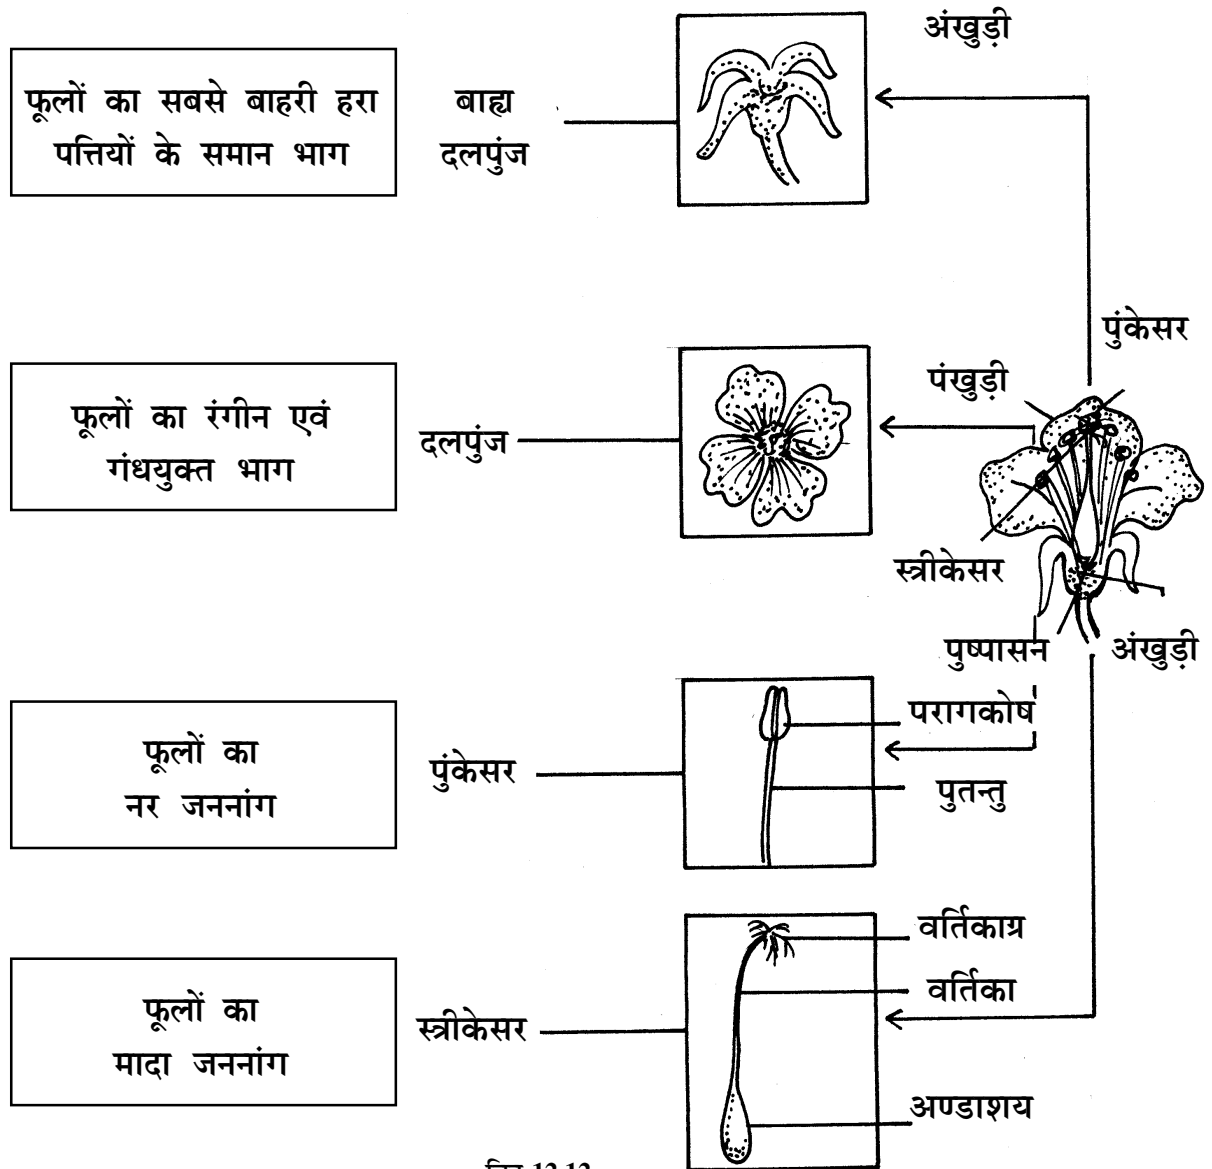 अंखुड़ी
फूलों का सबसे बाहरी हरा
पत्तियों के समान भाग
बाह्य
दलपुंज
पुंकेसर
पंखुड़ी
फूलों का रंगीन एवं
गंधयुक्त भाग
दलपुंज
स्त्रीकेसर
पुष्पासन
अंखुड़ी
फूलों का
नर जननांग
पुंकेसर
परागकोष
पुतन्तु
फूलों का
मादा जननांग
स्त्रीकेसर
वर्तिकाग्र
वर्तिका
अण्डाशय